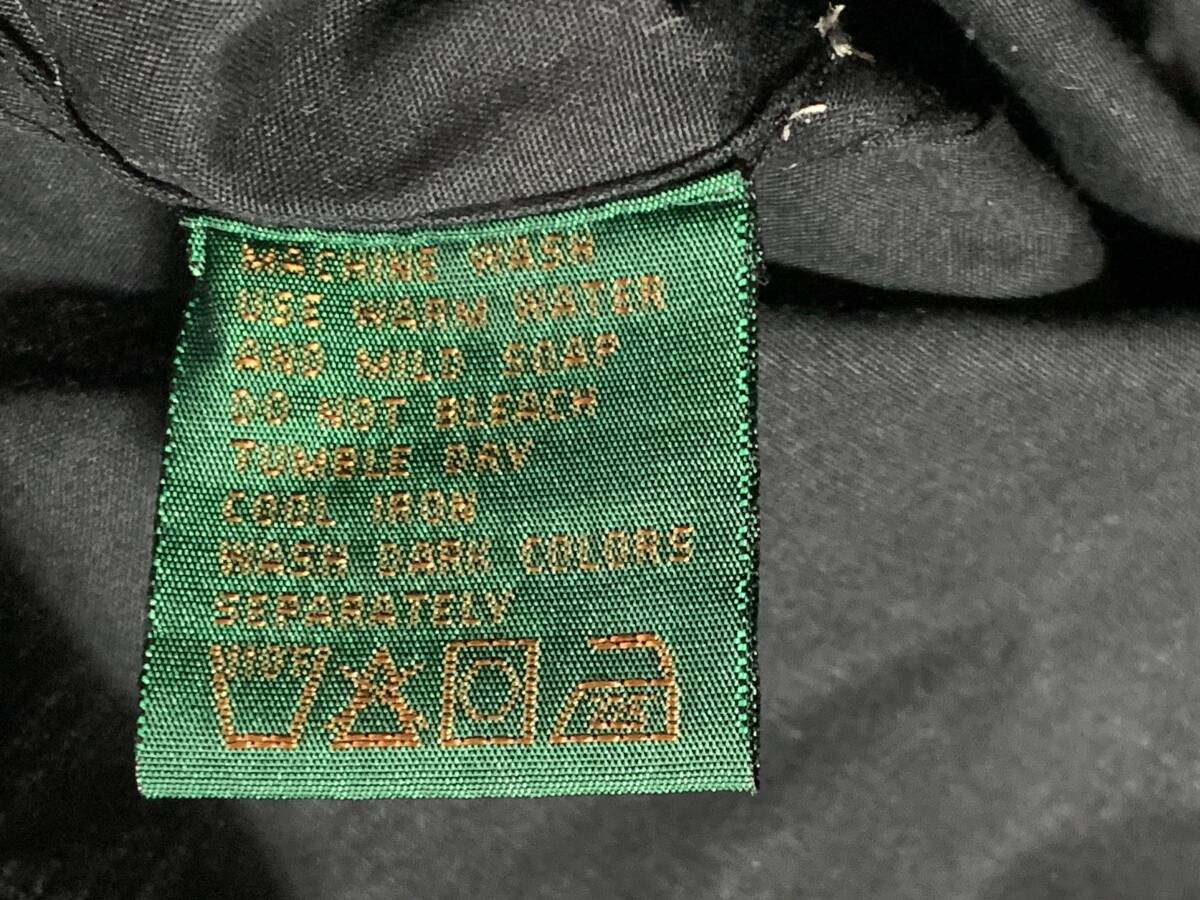 MACHINE WASH
USE WARM WATER
AND MILD SOAP
DO NOT BLEACH
TUMBLE DRY
COOL IRON
WASH DARK COLORS
SEPARATELY